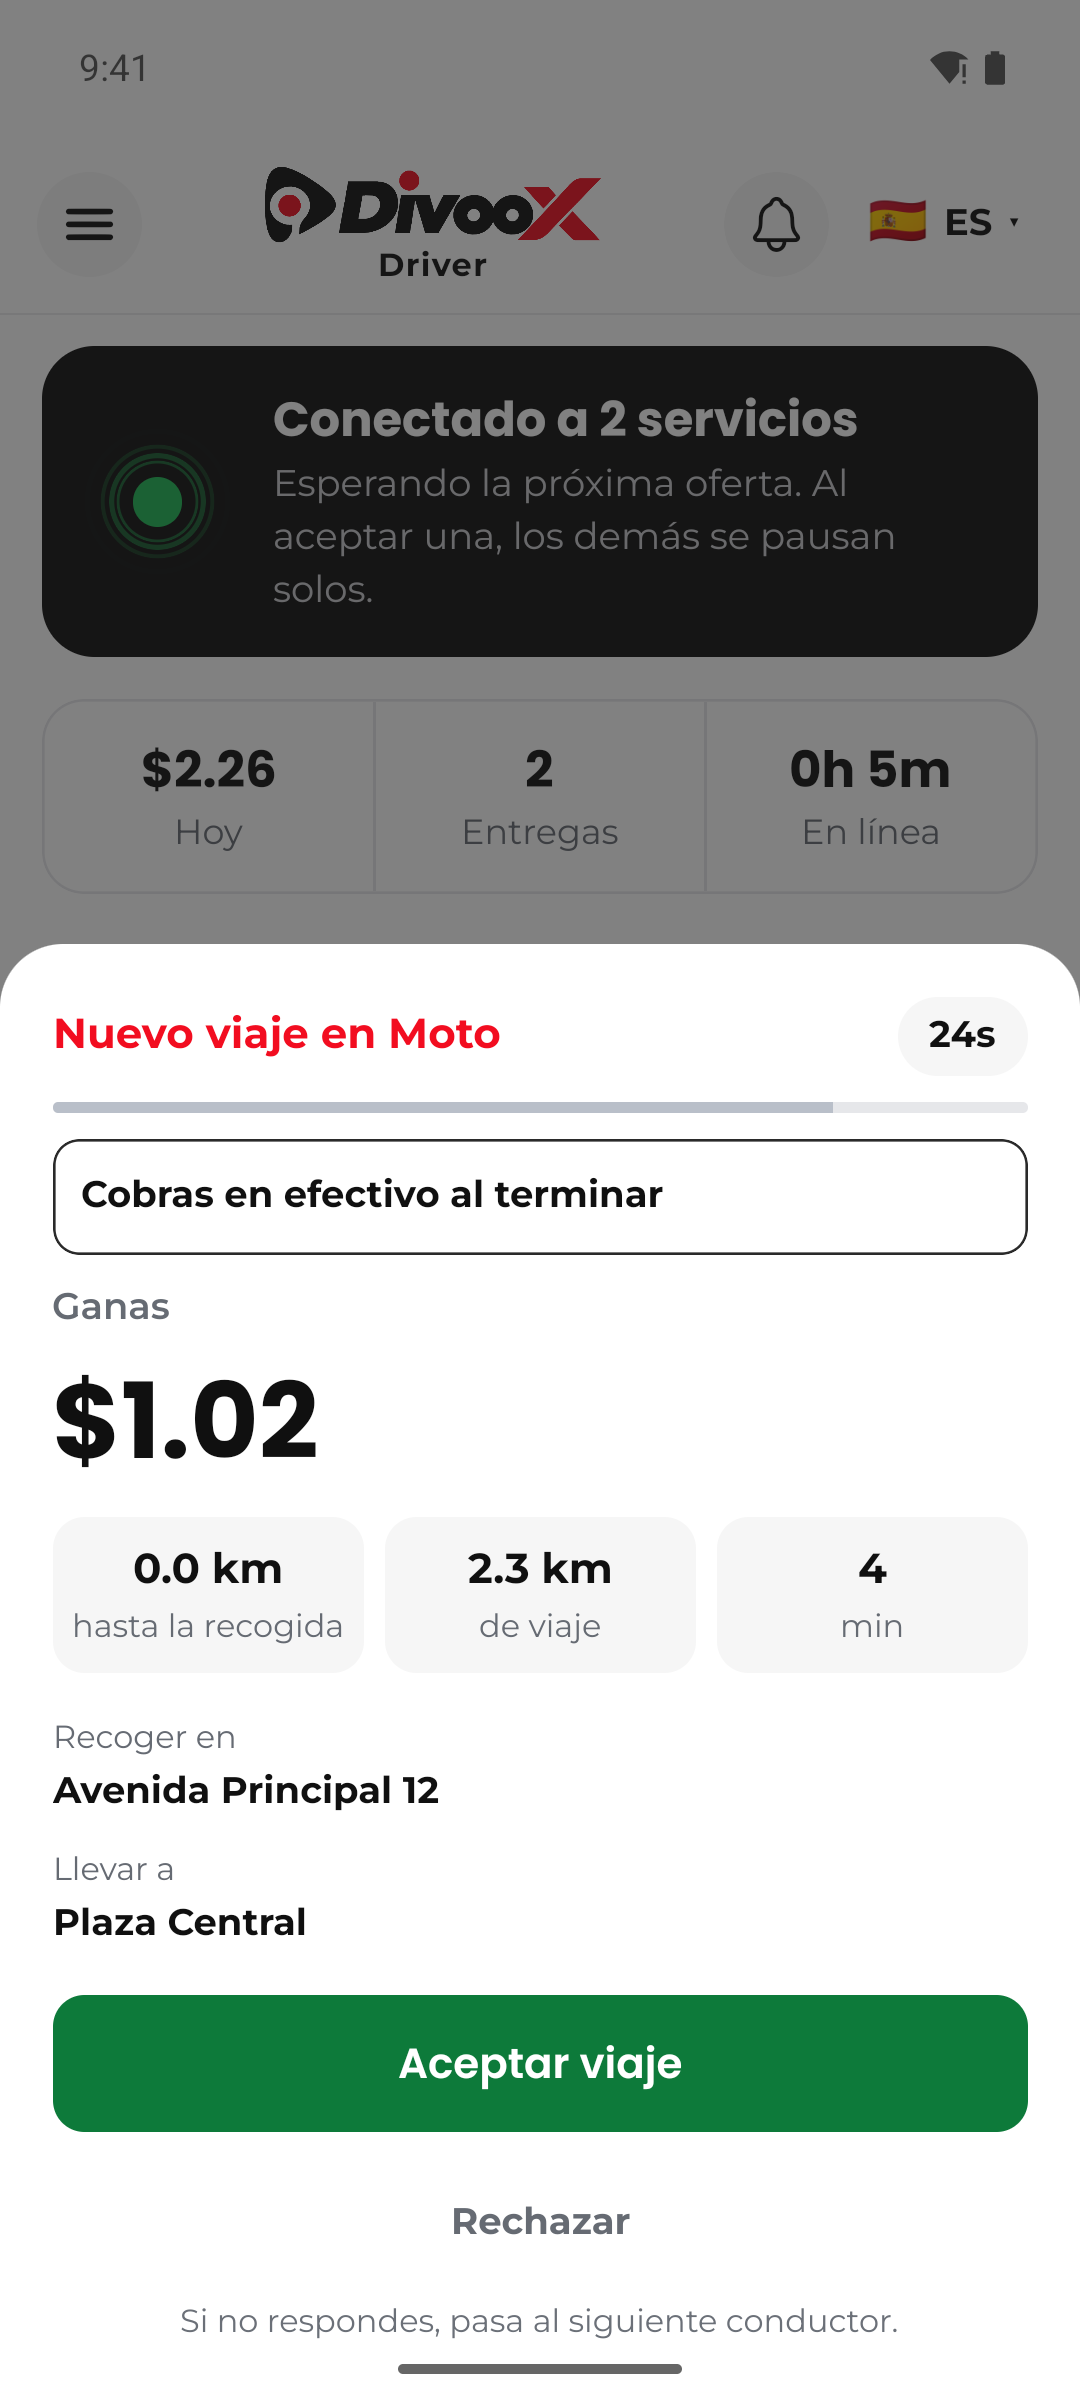 9:41
DivooX
Driver
ES
Conectado a 2 servicios
Esperando la próxima oferta. Al
aceptar una, los demás se pausan
solos.
$2.26
Hoy
2
Entregas
0h 5m
En línea
Nuevo viaje en Moto
24s
Cobras en efectivo al terminar
Ganas
$1.02
0.0 km
hasta la recogida
2.3 km
de viaje
4
min
Recoger en
Avenida Principal 12
Llevar a
Plaza Central
Aceptar viaje
Rechazar
Si no respondes, pasa al siguiente conductor.